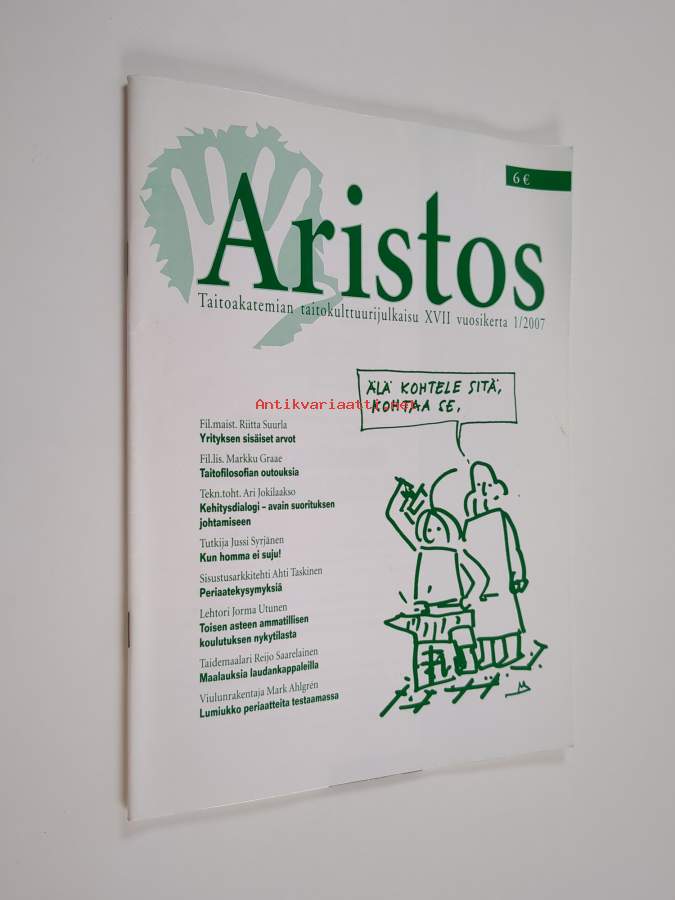 6 €
Aristos
Taitoakatemian taitokulttuurijulkaisu XVII vuosikerta 1/2007
ÄLÄ KOHTELE SITÄ,
KOHTAA SE.
Antikvariaatti.net
Fil.maist. Riitta Suurla
Yrityksen sisäiset arvot
Fil.lis. Markku Graae
Taitofilosofian outouksia
Tekn.toht. Ari Jokilaakso
Kehitysdialogi – avain suorituksen
johtamiseen
Tutkija Jussi Syrjänen
Kun homma ei suju!
Sisustusarkkitehti Ahti Taskinen
Periaatekysymyksiä
Lehtori Jorma Utunen
Toisen asteen ammatillisen
koulutuksen nykytilasta
Taidemaalari Reijo Saarelainen
Maalauksia laudankappaleilla
Viulunrakentaja Mark Ahlgrén
Lumiukko periaatteita testaamassa